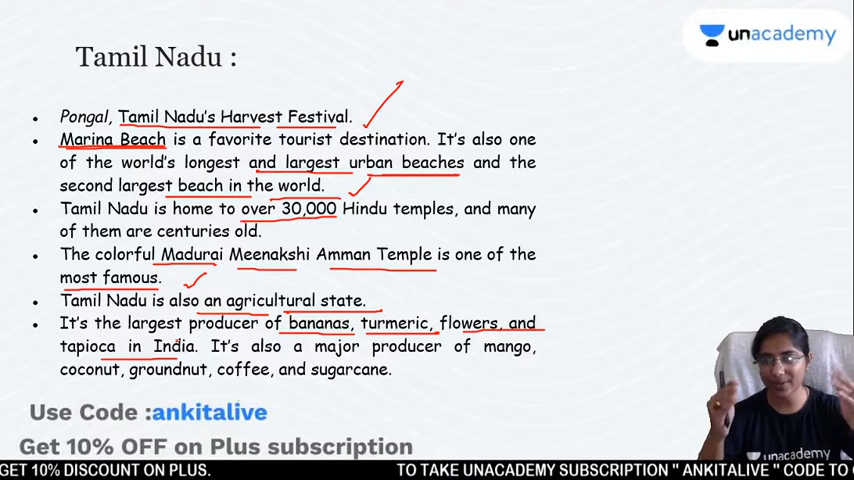 unacademy
Tamil Nadu :
• Pongal, Tamil Nadu's Harvest Festival.
• Marina Beach is a favorite tourist destination. It's also one
of the world's longest and largest urban beaches and the
second largest beach in the world.
• Tamil Nadu is home to over 30,000 Hindu temples, and many
of them are centuries old.
• The colorful Madurai Meenakshi Amman Temple is one of the
most famous.
• Tamil Nadu is also an agricultural state.
• It's the largest producer of bananas, turmeric, flowers, and
tapioca in India. It's also a major producer of mango,
coconut, groundnut, coffee, and sugarcane.
Use Code :ankitalive
Get 10% OFF on Plus subscription
unacademy
GET 10% DISCOUNT ON PLUS. TO TAKE UNACADEMY SUBSCRIPTION " ANKITALIVE " CODE TO